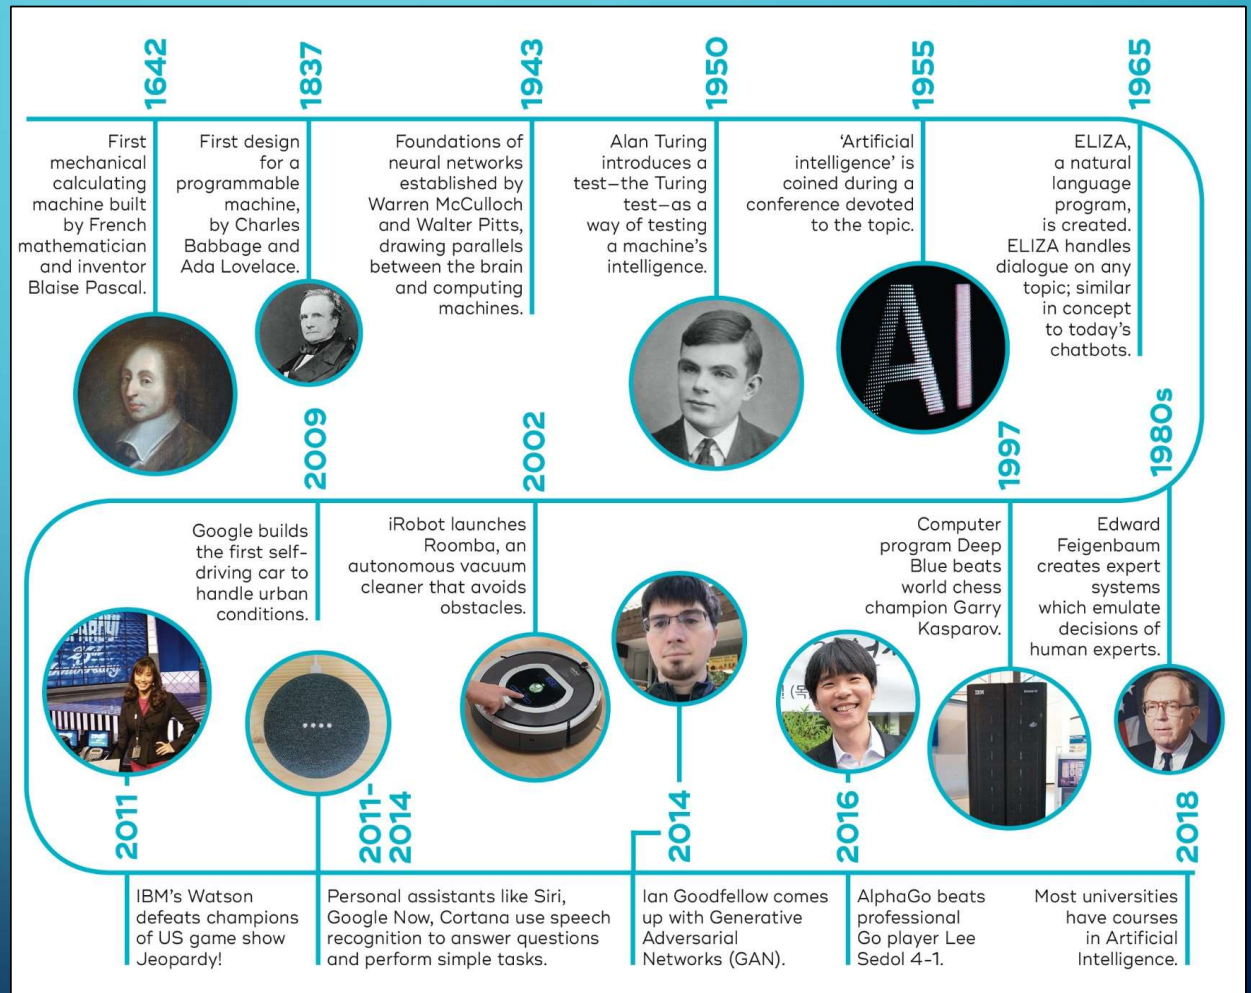 1642
First
mechanical
calculating
machine built
by French
mathematician
and inventor
Blaise Pascal.
1837
First design
for a
programmable
machine,
by Charles
Babbage and
Ada Lovelace.
1943
Foundations of
neural networks
established by
Warren McCulloch
and Walter Pitts,
drawing parallels
between the brain
and computing
machines.
1950
Alan Turing
introduces a
test—the Turing
test—as a
way of testing
a machine's
intelligence.
1955
'Artificial
intelligence' is
coined during a
conference devoted
to the topic.
AI
1965
ELIZA,
a natural
language
program,
is created.
ELIZA handles
dialogue on any
topic; similar
in concept
to today's
chatbots.
1980s
Edward
Feigenbaum
creates expert
systems
which emulate
decisions of
human experts.
1997
Computer
program Deep
Blue beats
world chess
champion Garry
Kasparov.
IBM
2002
iRobot launches
Roomba, an
autonomous vacuum
cleaner that avoids
obstacles.
2009
Google builds
the first self-
driving car to
handle urban
conditions.
2011
IBM's Watson
defeats champions
of US game show
Jeopardy!
2011-
2014
Personal assistants like Siri,
Google Now, Cortana use speech
recognition to answer questions
and perform simple tasks.
2014
Ian Goodfellow comes
up with Generative
Adversarial
Networks (GAN).
2016
AlphaGo beats
professional
Go player Lee
Sedol 4-1.
2018
Most universities
have courses
in Artificial
Intelligence.